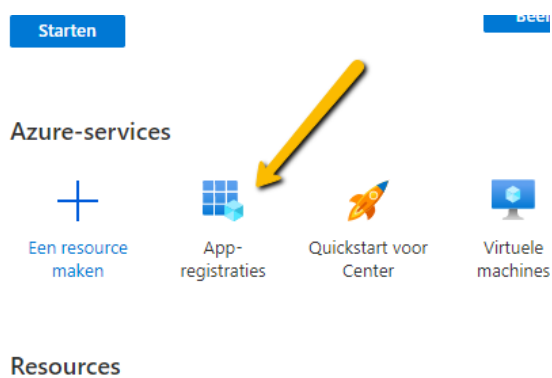 Starten
Azure-services
Een resource
maken
App-
registraties
Quickstart voor
Center
Virtuele
machines
Resources